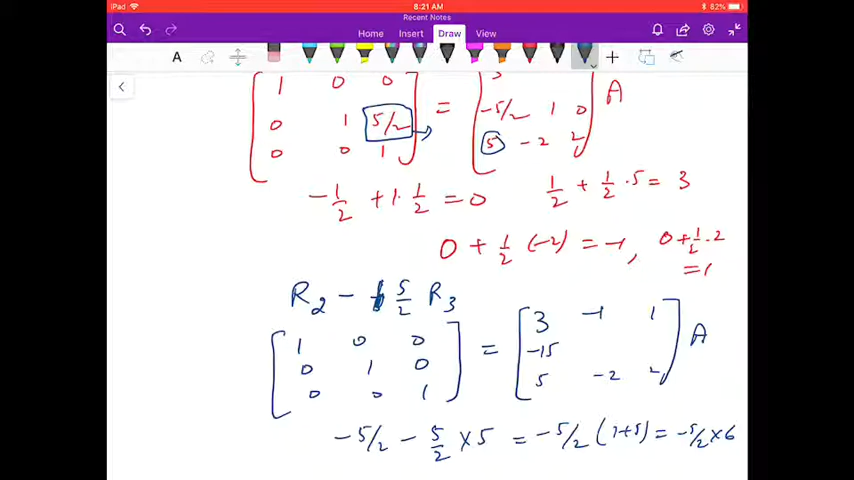 iPad 8:21 AM 82%
Recent Notes
Home Insert Draw View
A
1 0 0
0 1 5/2 = -5/2 1 0 A
0 0 1 5 -2 2
-1/2 + 1·1/2 = 0 1/2 + 1/2·5 = 3
0 + 1/2 (-2) = -1, 0 + 1/2·2
= 1
R2 - 5/2 R3
1 0 0 3 -1 1
0 1 0 = -15 A
0 0 1 5 -2 2
-5/2 - 5/2 × 5 = -5/2 (1+5) = -5/2 × 6